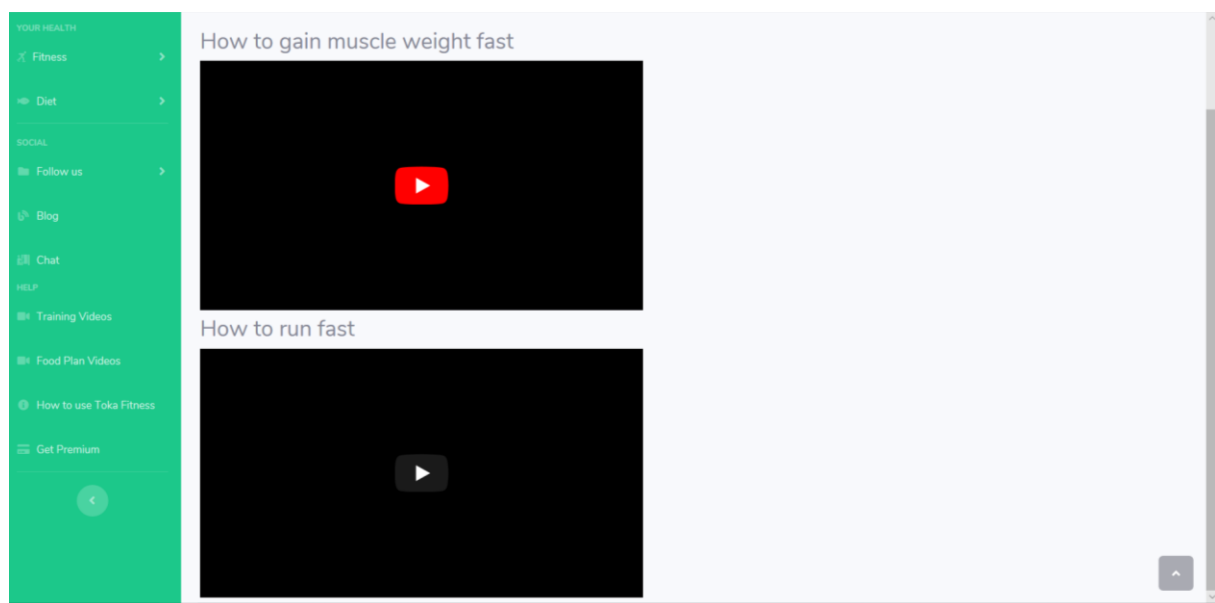 YOUR HEALTH
Fitness
Diet
SOCIAL
Follow us
Blog
Chat
HELP
Training Videos
Food Plan Videos
How to use Toka Fitness
Get Premium
How to gain muscle weight fast
How to run fast